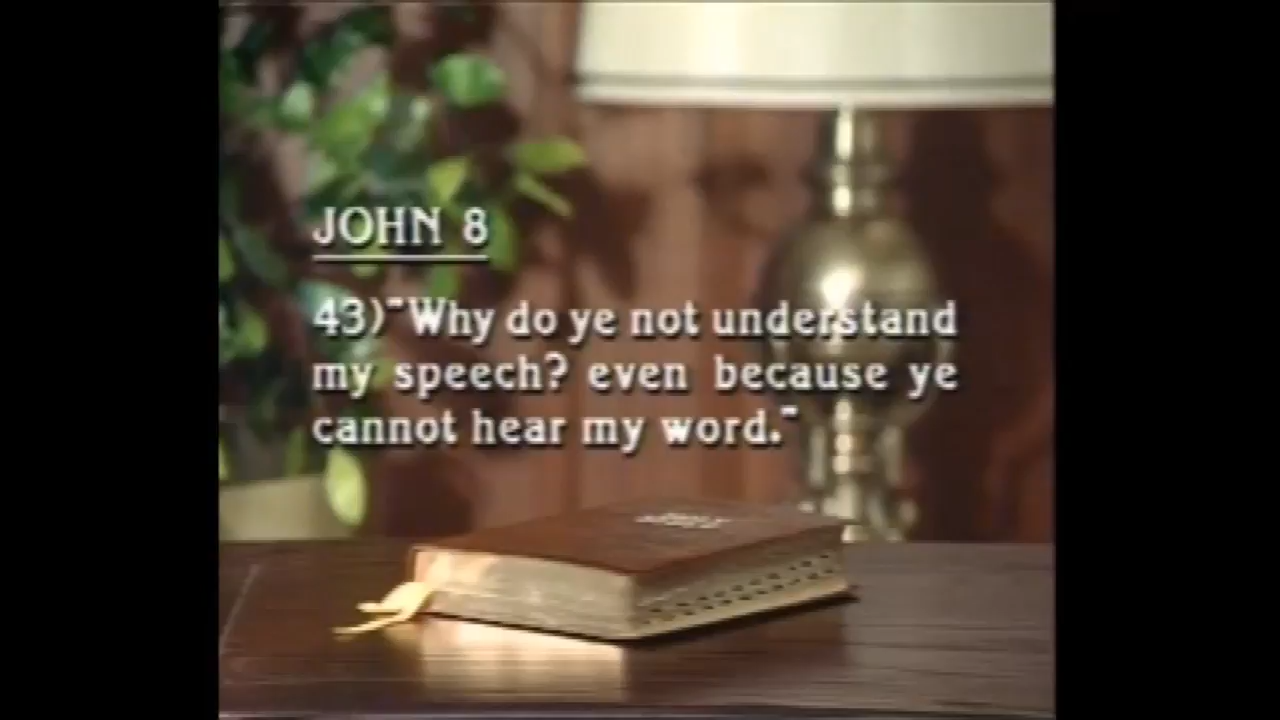 JOHN 8
43)"Why do ye not understand
my speech? even because ye
cannot hear my word."